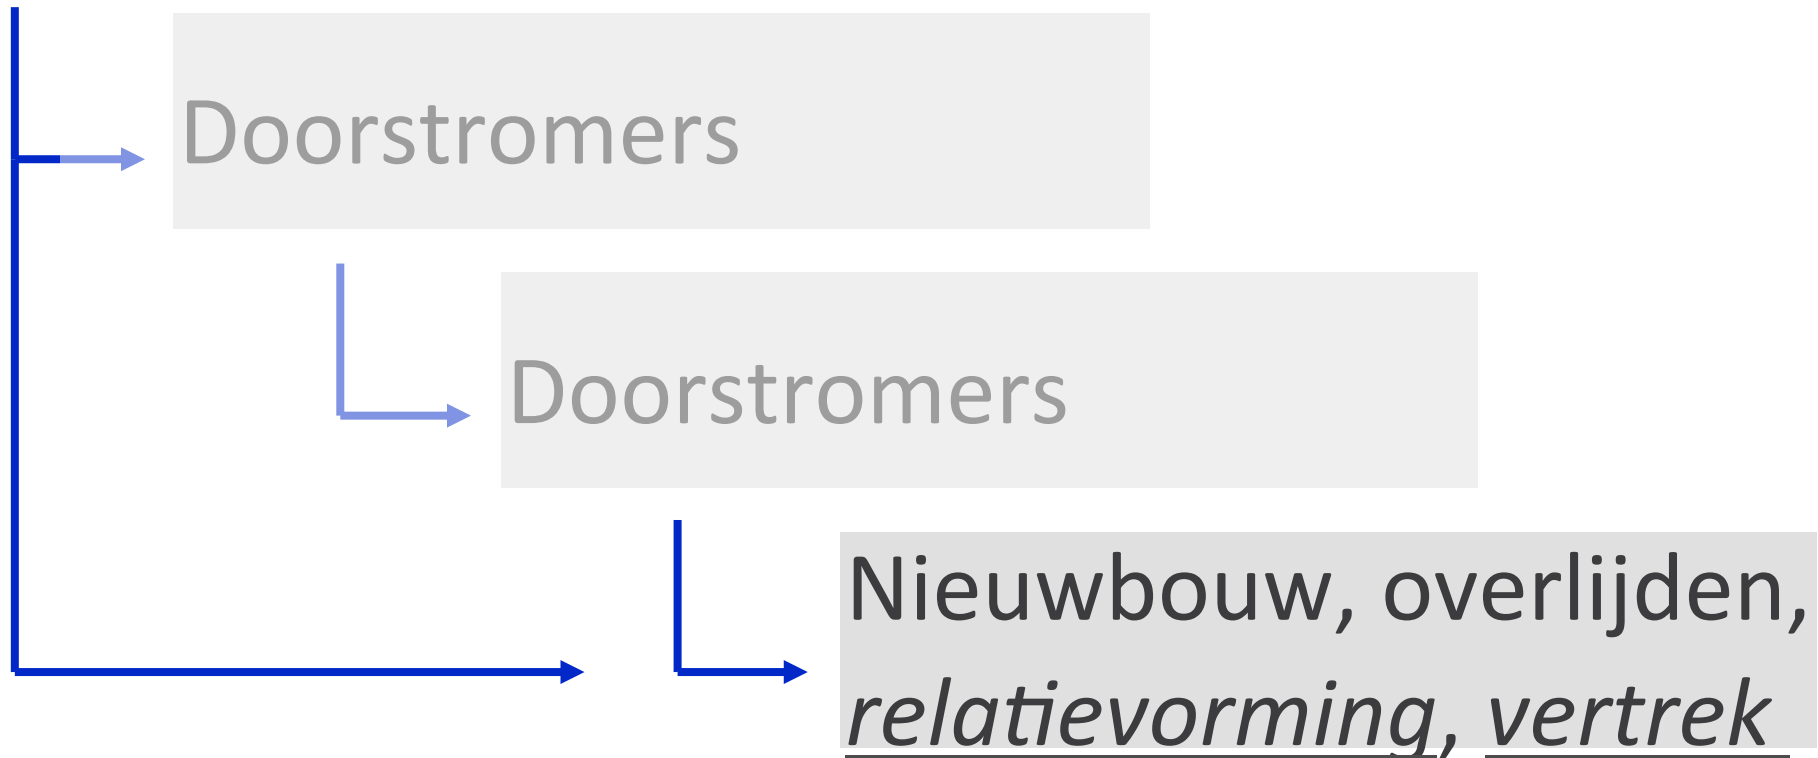 Doorstromers
Doorstromers
Nieuwbouw, overlijden,
relatievorming, vertrek